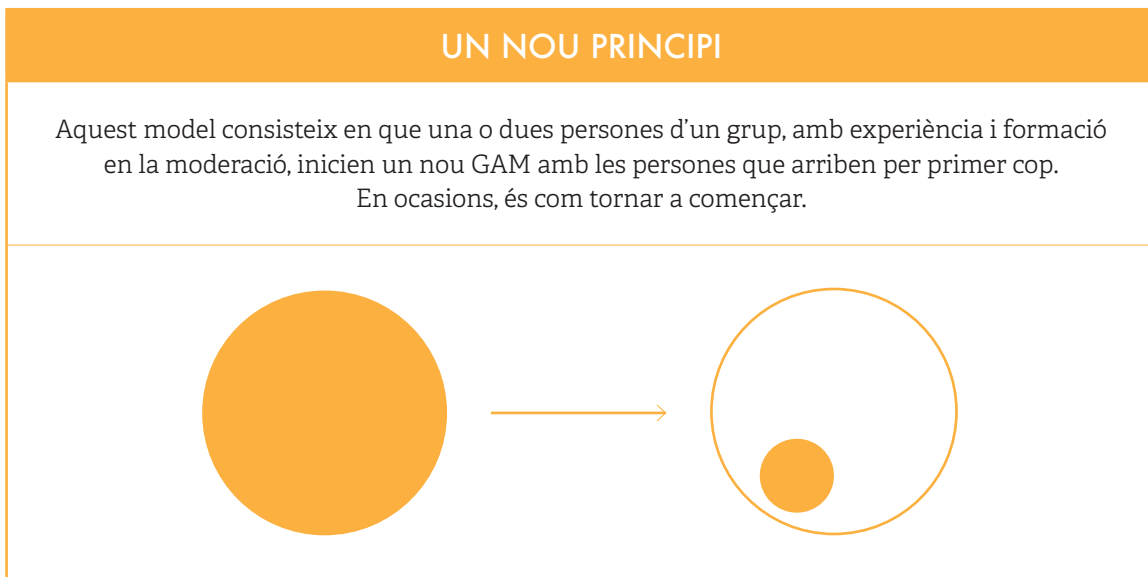 UN NOU PRINCIPI
Aquest model consisteix en que una o dues persones d’un grup, amb experiència i formació
en la moderació, inicien un nou GAM amb les persones que arriben per primer cop.
En ocasions, és com tornar a començar.